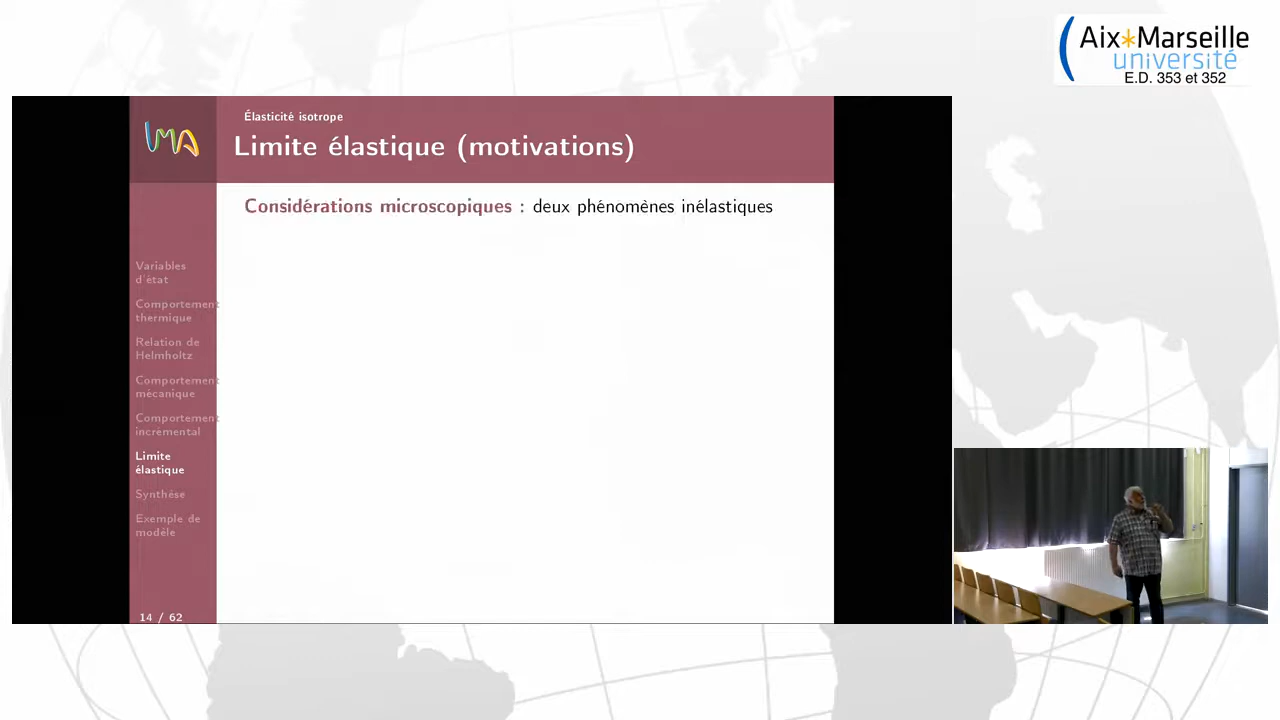 Aix*Marseille
université
E.D. 353 et 352
LMA
Élasticité isotrope
Limite élastique (motivations)
Considérations microscopiques : deux phénomènes inélastiques
Variables
d'état
Comportement
thermique
Relation de
Helmholtz
Comportement
mécanique
Comportement
incrémental
Limite
élastique
Synthèse
Exemple de
modèle
14 / 62